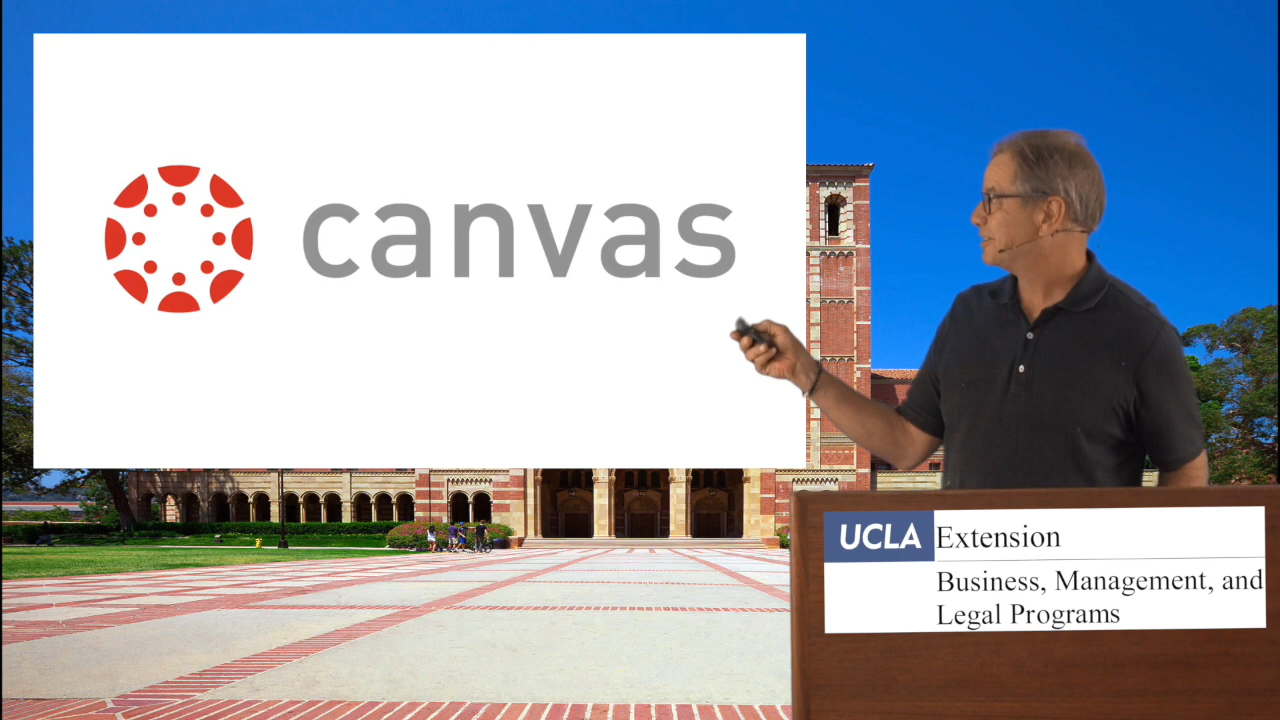 canvas
UCLA Extension
Business, Management, and
Legal Programs